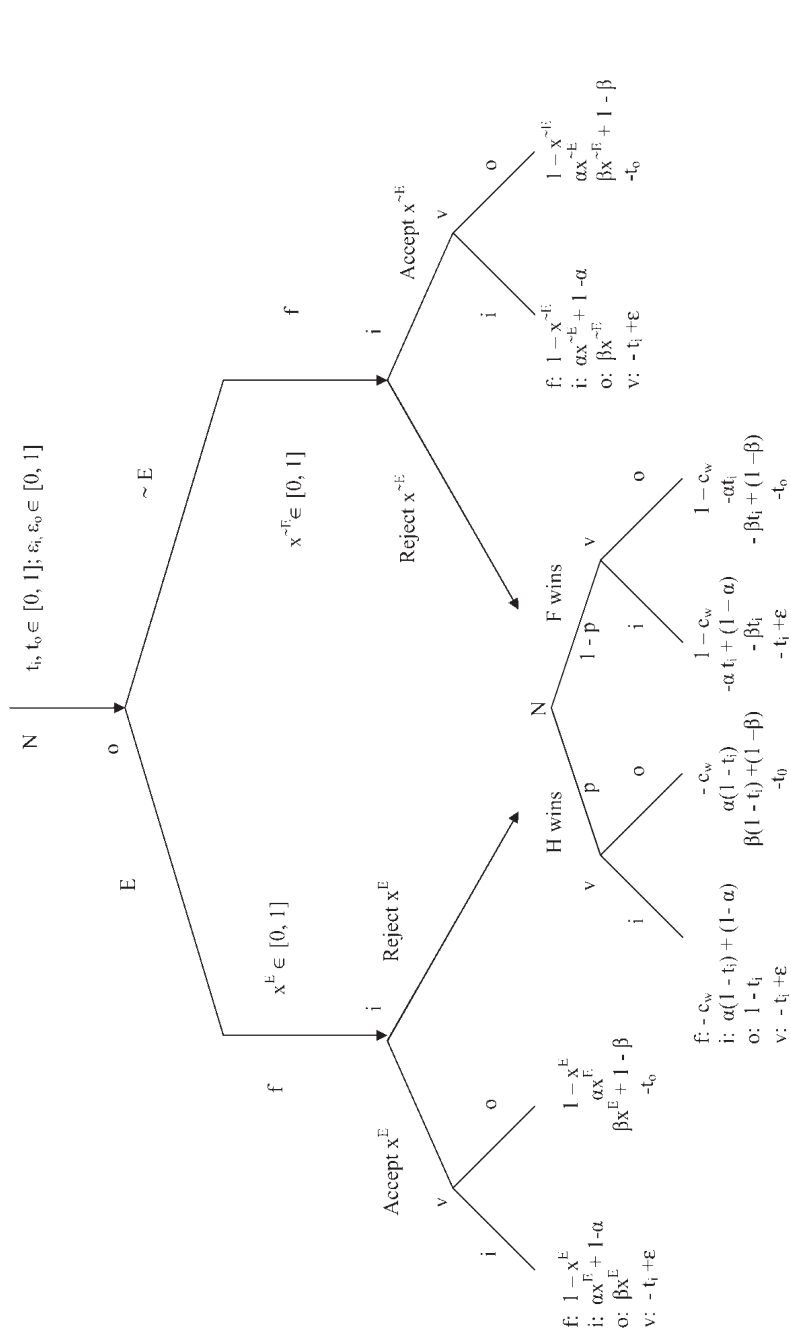 N
t_i, t_o ∈ [0, 1]; ε_i, ε_o ∈ [0, 1]
o
E
~ E
f
x^E ∈ [0, 1]
x^~E ∈ [0, 1]
f
i
i
Accept x^E
Reject x^E
Reject x^~E
Accept x^~E
v
v
i
o
i
o
f: 1 – x^E
i: αx^E + 1-α
o: βx^E
v: - t_i +ε
1 – x^E
αx^E
βx^E + 1 - β
-t_o
N
H wins
p
1 - p
F wins
v
v
i
o
i
o
f: - c_w
i: α(1 - t_i) + (1- α)
o: 1 - t_i
v: - t_i +ε
- c_w
α(1 - t_i)
β(1 - t_i) +(1 –β)
-t_0
1 – c_w
-α t_i + (1 – α)
- βt_i
- t_i +ε
1 – c_w
-αt_i
- βt_i + (1 –β)
-t_o
f: 1 – x^~E
i: αx^~E + 1 -α
o: βx^~E
v: - t_i +ε
1 – x^~E
αx^~E
βx^~E + 1 - β
-t_o